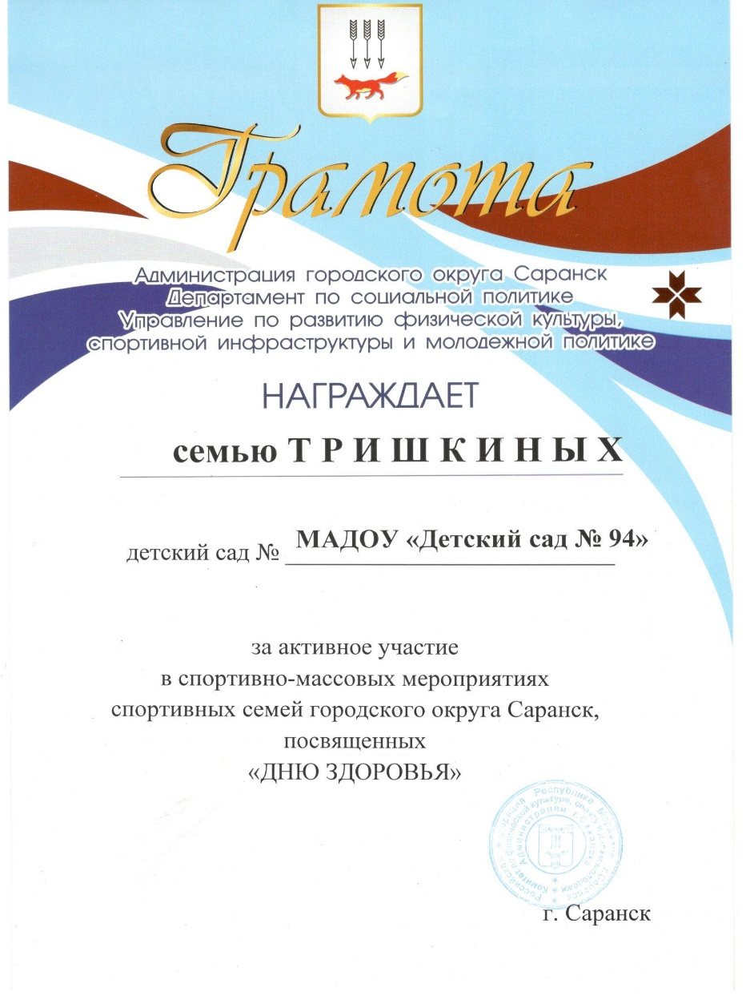 Грамота
Администрация городского округа Саранск
Департамент по социальной политике
Управление по развитию физической культуры,
спортивной инфраструктуры и молодежной политике
НАГРАЖДАЕТ
семью Т Р И Ш К И Н Ы Х
детский сад № МАДОУ «Детский сад № 94»
за активное участие
в спортивно-массовых мероприятиях
спортивных семей городского округа Саранск,
посвященных
«ДНЮ ЗДОРОВЬЯ»
г. Саранск